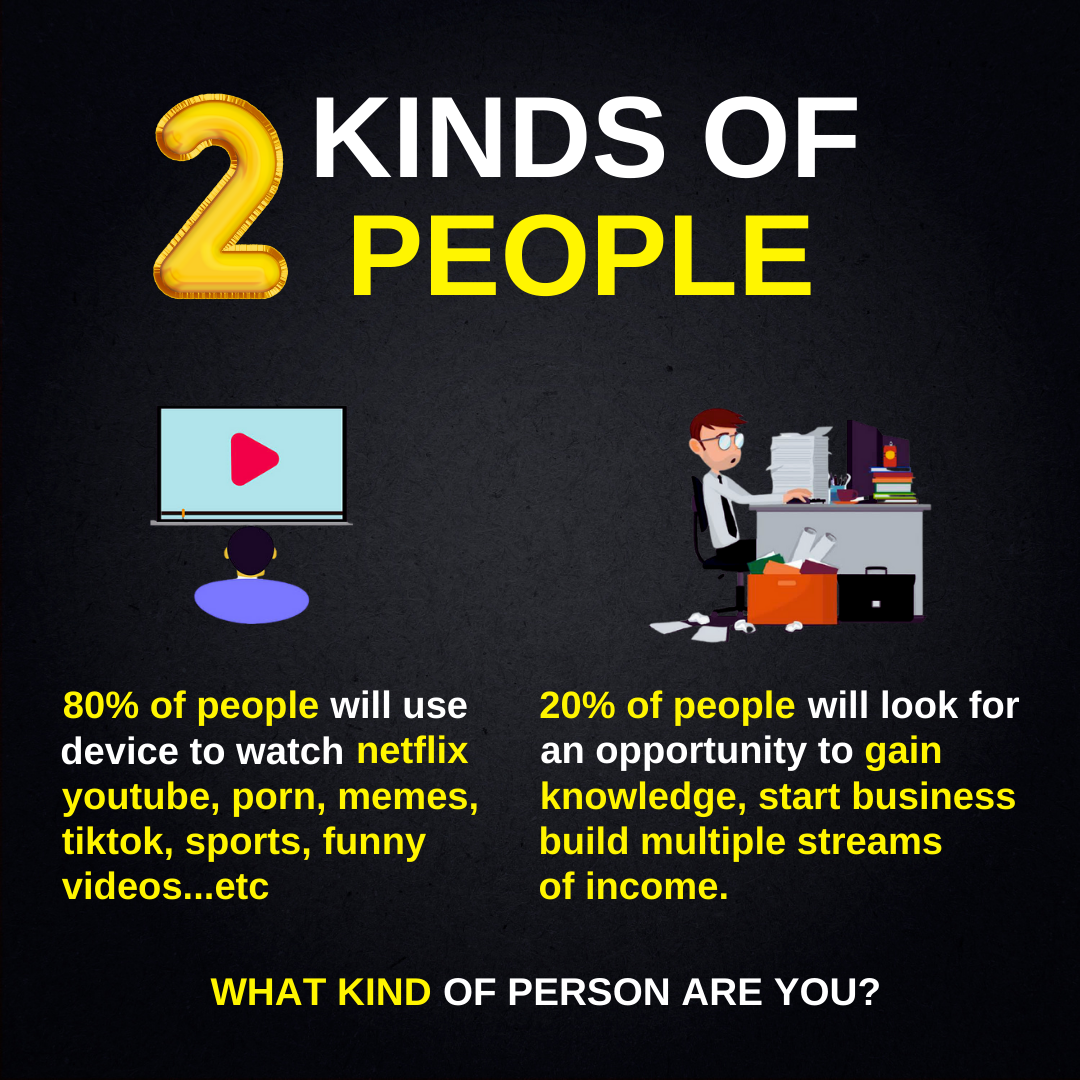 2 KINDS OF
PEOPLE
80% of people will use
device to watch netflix
youtube, porn, memes,
tiktok, sports, funny
videos...etc
20% of people will look for
an opportunity to gain
knowledge, start business
build multiple streams
of income.
WHAT KIND OF PERSON ARE YOU?